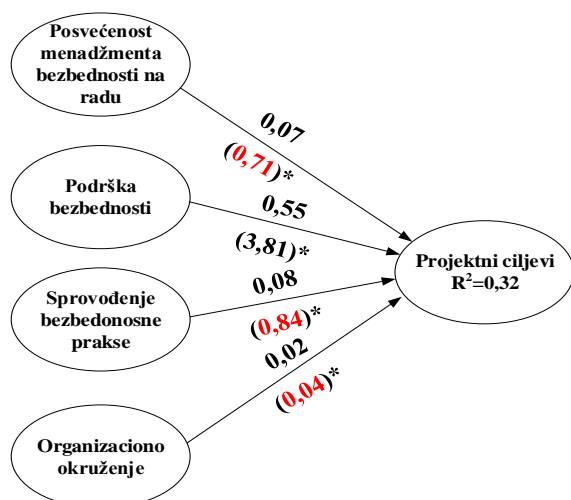 Posvećenost
menadžmenta
bezbednosti na
radu
0,07
(0,71)*
Podrška
bezbednosti
0,55
(3,81)*
Projektni ciljevi
R²=0,32
Sprovođenje
bezbedonosne
prakse
0,08
(0,84)*
0,02
(0,04)*
Organizaciono
okruženje